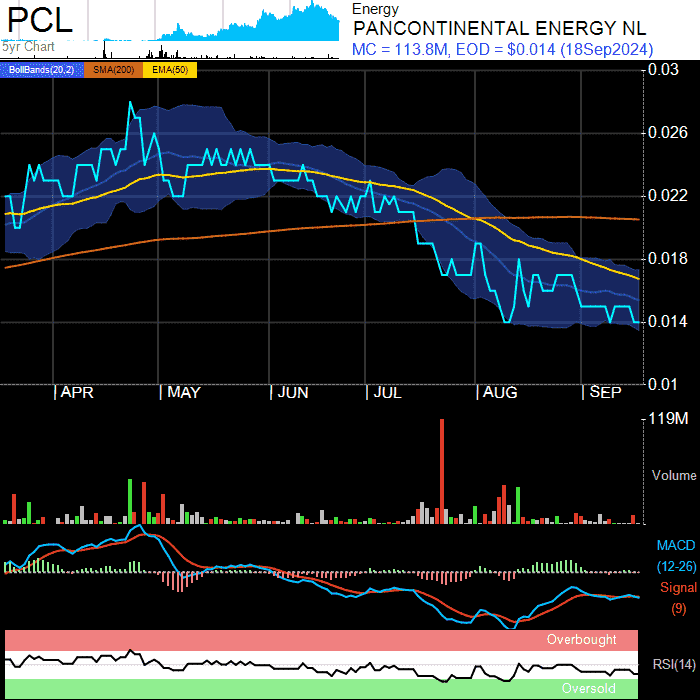 PCL
5yr Chart
Energy
PANCONTINENTAL ENERGY NL
MC = 113.8M, EOD = $0.014 (18Sep2024)
BollBands(20,2) SMA(200) EMA(50)
0.03
0.026
0.022
0.018
0.014
0.01
APR MAY JUN JUL AUG SEP
119M
Volume
MACD
(12-26)
Signal
(9)
Overbought
RSI(14)
Oversold